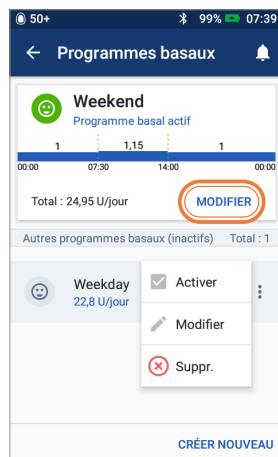 50+ 99% 07:39
Programmes basaux
Weekend
Programme basal actif
1 1,15 1
00:00 07:30 14:00 00:00
Total : 24,95 U/jour MODIFIER
Autres programmes basaux (inactifs) Total : 1
Weekday
22,8 U/jour
Activer
Modifier
Suppr.
CRÉER NOUVEAU